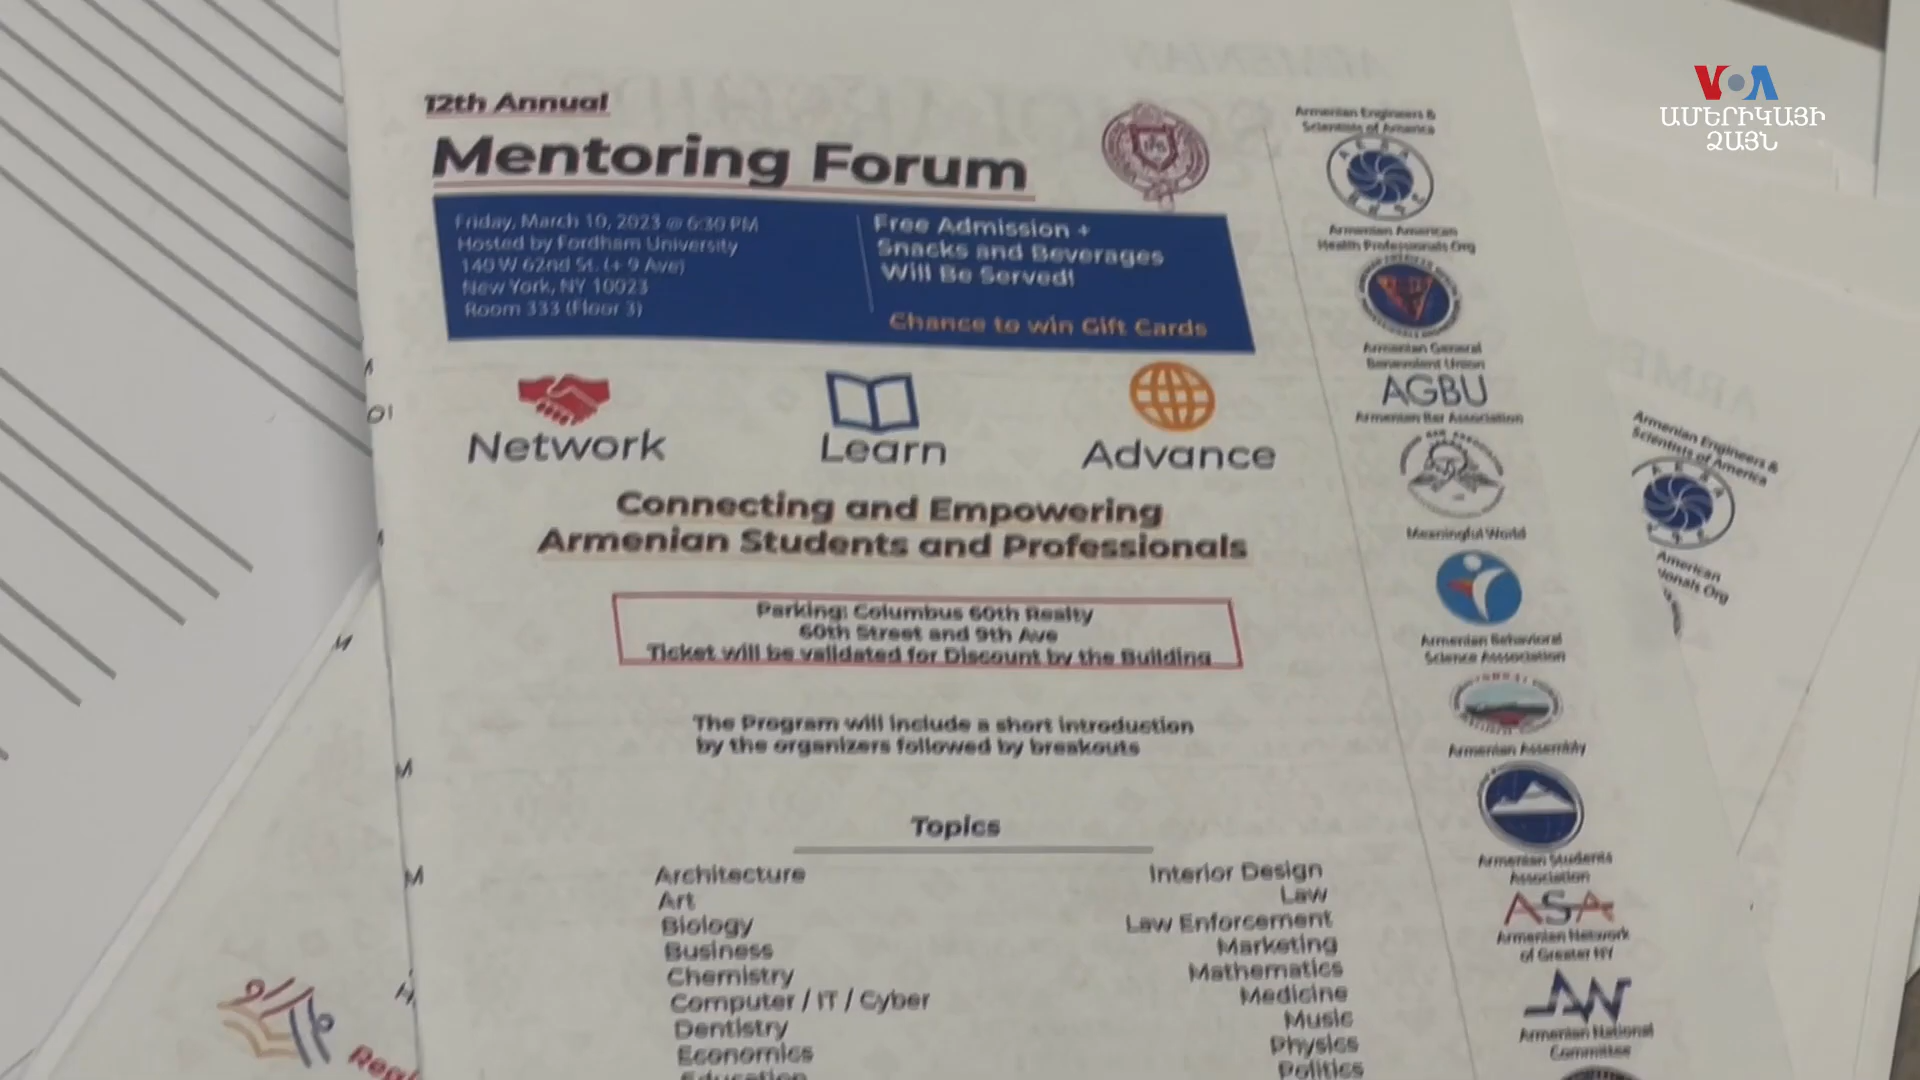 12th Annual
Mentoring Forum
Friday, March 10, 2023 @ 6:30 PM
Hosted by Fordham University
140 W 62nd St. (+ 9 Ave)
New York, NY 10023
Room 333 (Floor 3)
Free Admission +
Snacks and Beverages
Will Be Served!
Chance to win Gift Cards
Network
Learn
Advance
Connecting and Empowering
Armenian Students and Professionals
Parking: Columbus 60th Realty
60th Street and 9th Ave
Ticket will be validated for Discount by the Building
The Program will include a short introduction
by the organizers followed by breakouts
Topics
Architecture
Art
Biology
Business
Chemistry
Computer / IT / Cyber
Dentistry
Economics
Education
Interior Design
Law
Law Enforcement
Marketing
Mathematics
Medicine
Music
Physics
Politics
Armenian Engineers &
Scientists of America
Armenian American
Health Professionals Org
Armenian General
Benevolent Union
AGBU
Armenian Bar Association
Meaningful World
Armenian Behavioral
Science Association
Armenian Assembly
Armenian Students
Association
ASA
Armenian Network
of Greater NY
AN
Armenian National
Committee
Armenian Engineers &
Scientists of America
American
ionals Org
VOA
ԱՄԵՐԻԿԱՅԻ
ՁԱՅՆ